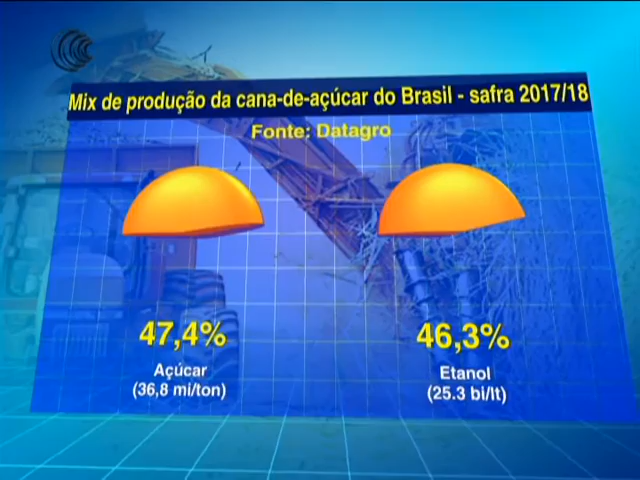 Mix de produção da cana-de-açúcar do Brasil - safra 2017/18
Fonte: Datagro
47,4%
46,3%
Açúcar
(36,8 mi/ton)
Etanol
(25.3 bi/lt)